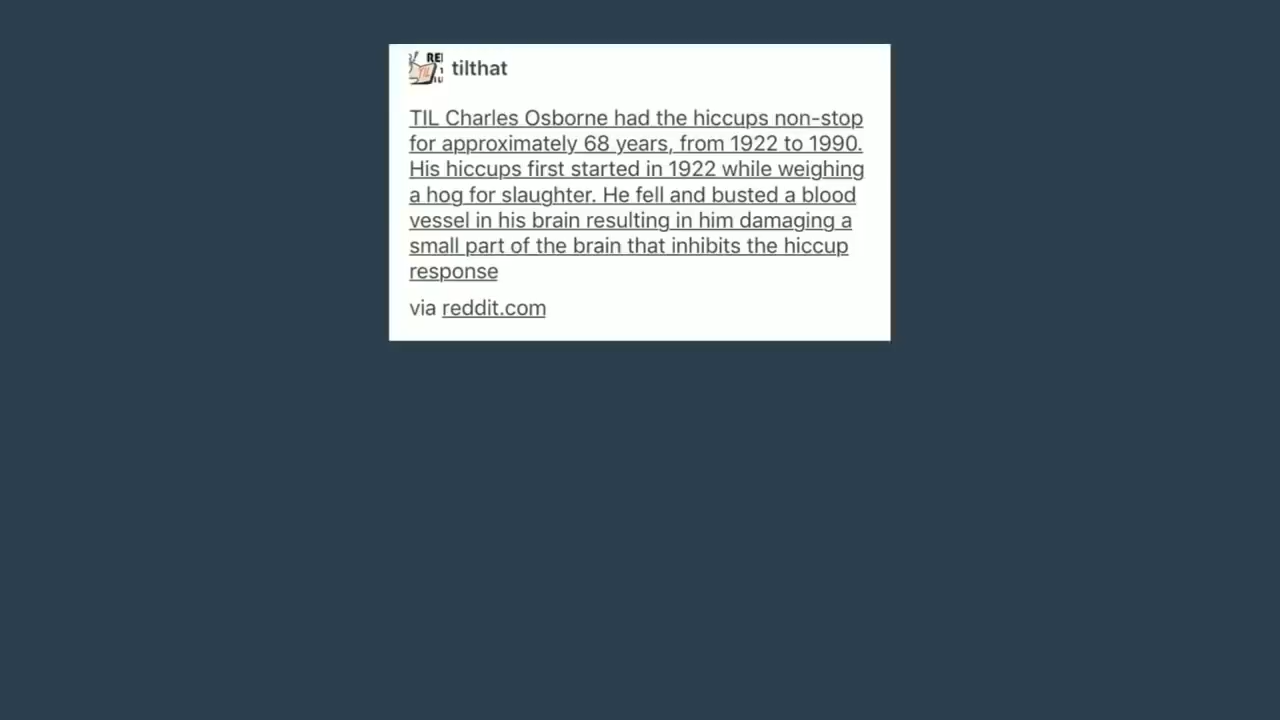 tilthat
TIL Charles Osborne had the hiccups non-stop
for approximately 68 years, from 1922 to 1990.
His hiccups first started in 1922 while weighing
a hog for slaughter. He fell and busted a blood
vessel in his brain resulting in him damaging a
small part of the brain that inhibits the hiccup
response
via reddit.com